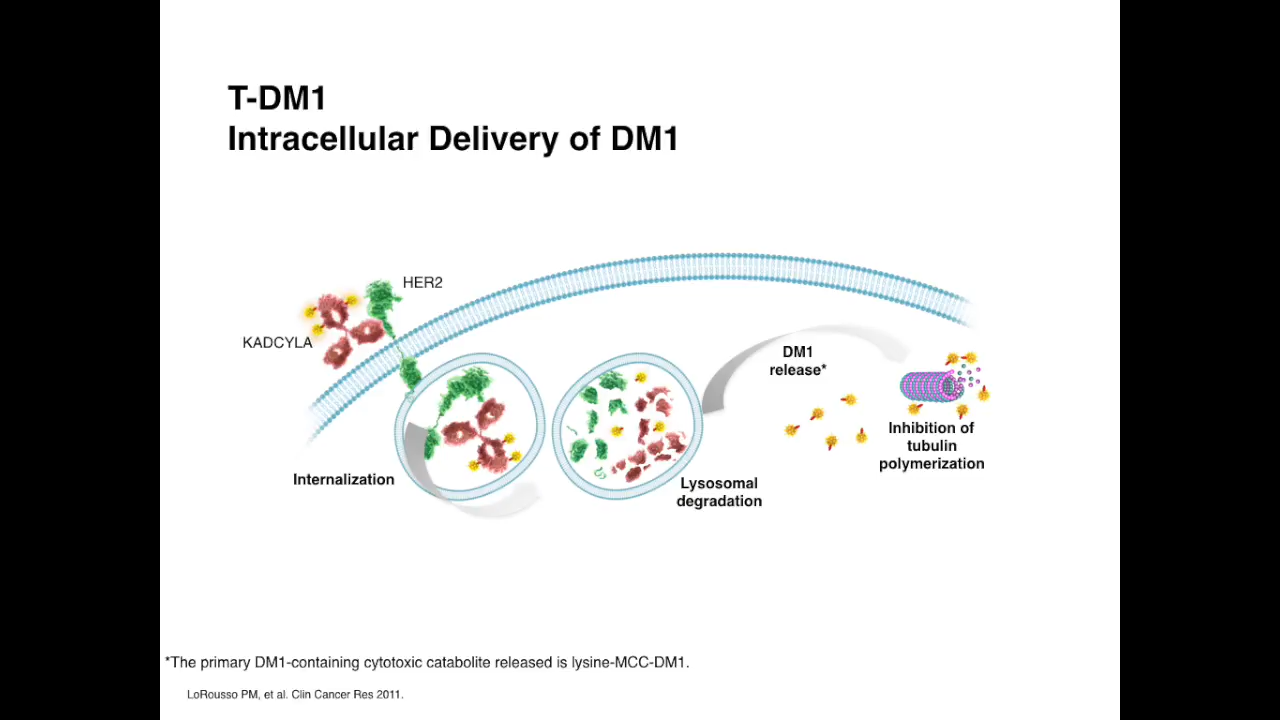 T-DM1
Intracellular Delivery of DM1
HER2
KADCYLA
DM1
release*
Inhibition of
tubulin
polymerization
Internalization
Lysosomal
degradation
*The primary DM1-containing cytotoxic catabolite released is lysine-MCC-DM1.
LoRousso PM, et al. Clin Cancer Res 2011.